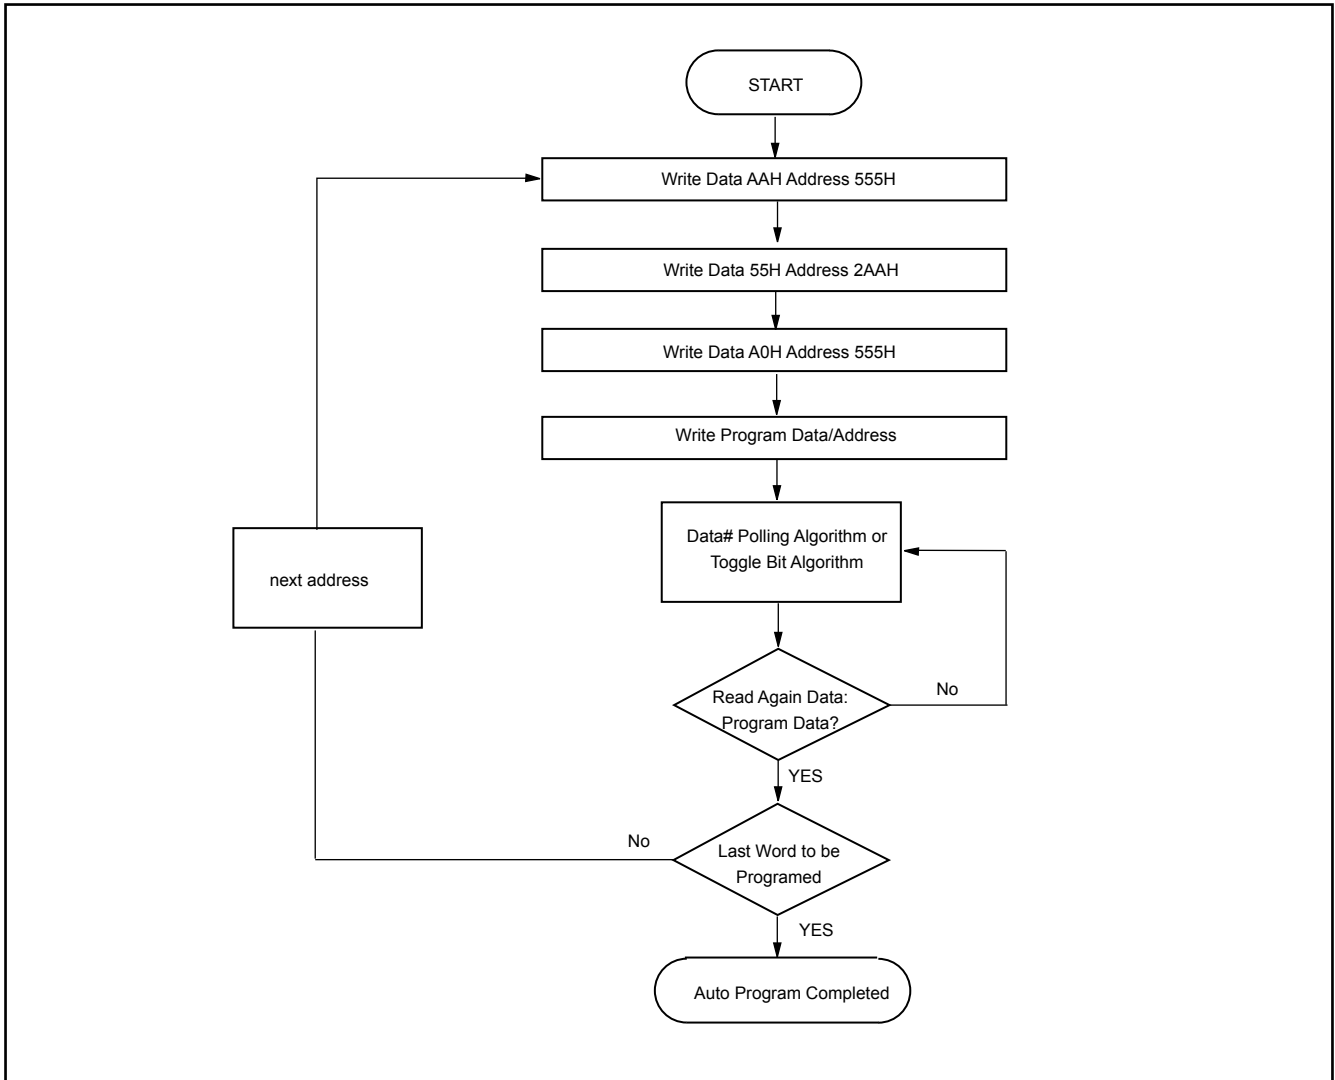 START
Write Data AAH Address 555H
Write Data 55H Address 2AAH
Write Data A0H Address 555H
Write Program Data/Address
Data# Polling Algorithm or
Toggle Bit Algorithm
next address
Read Again Data:
Program Data?
No
YES
No
Last Word to be
Programed
YES
Auto Program Completed